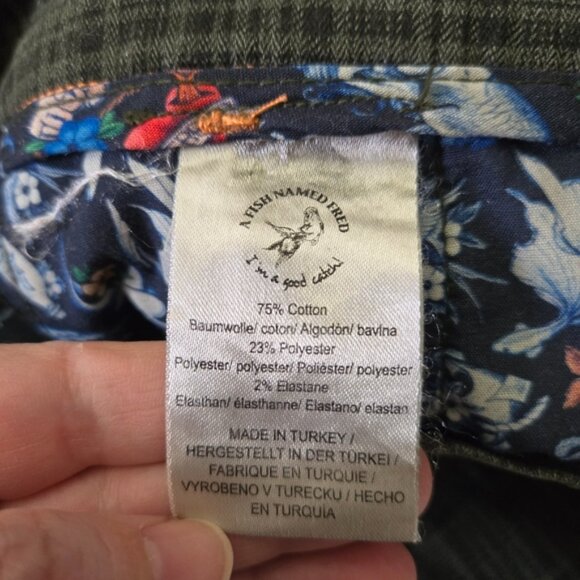 A FISH NAMED FRED
I'm a good catch!
75% Cotton
Baumwolle/ coton/ Algodón/ bavlna
23% Polyester
Polyester/ polyester/ Poliéster/ polyester
2% Elastane
Elasthan/ élasthanne/ Elastano/ elastan
MADE IN TURKEY /
HERGESTELLT IN DER TÜRKEI /
FABRIQUE EN TURQUIE /
VYROBENO V TURECKU / HECHO
EN TURQUÍA